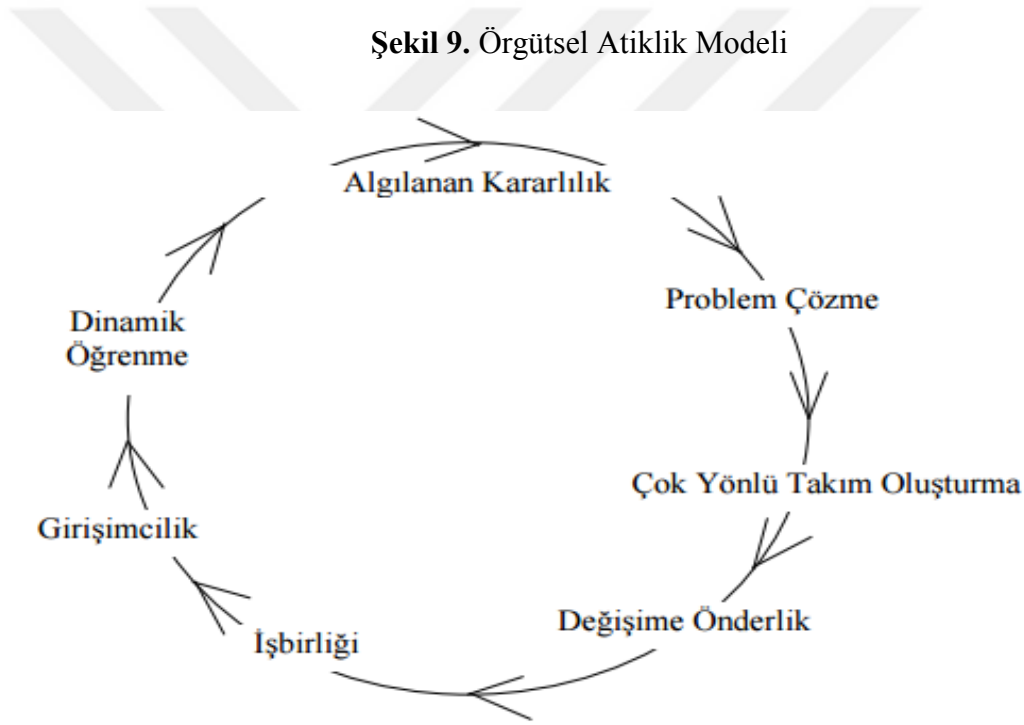 Şekil 9. Örgütsel Atiklik Modeli
Algılanan Kararlılık
Problem Çözme
Çok Yönlü Takım Oluşturma
Değişime Önderlik
İşbirliği
Girişimcilik
Dinamik
Öğrenme